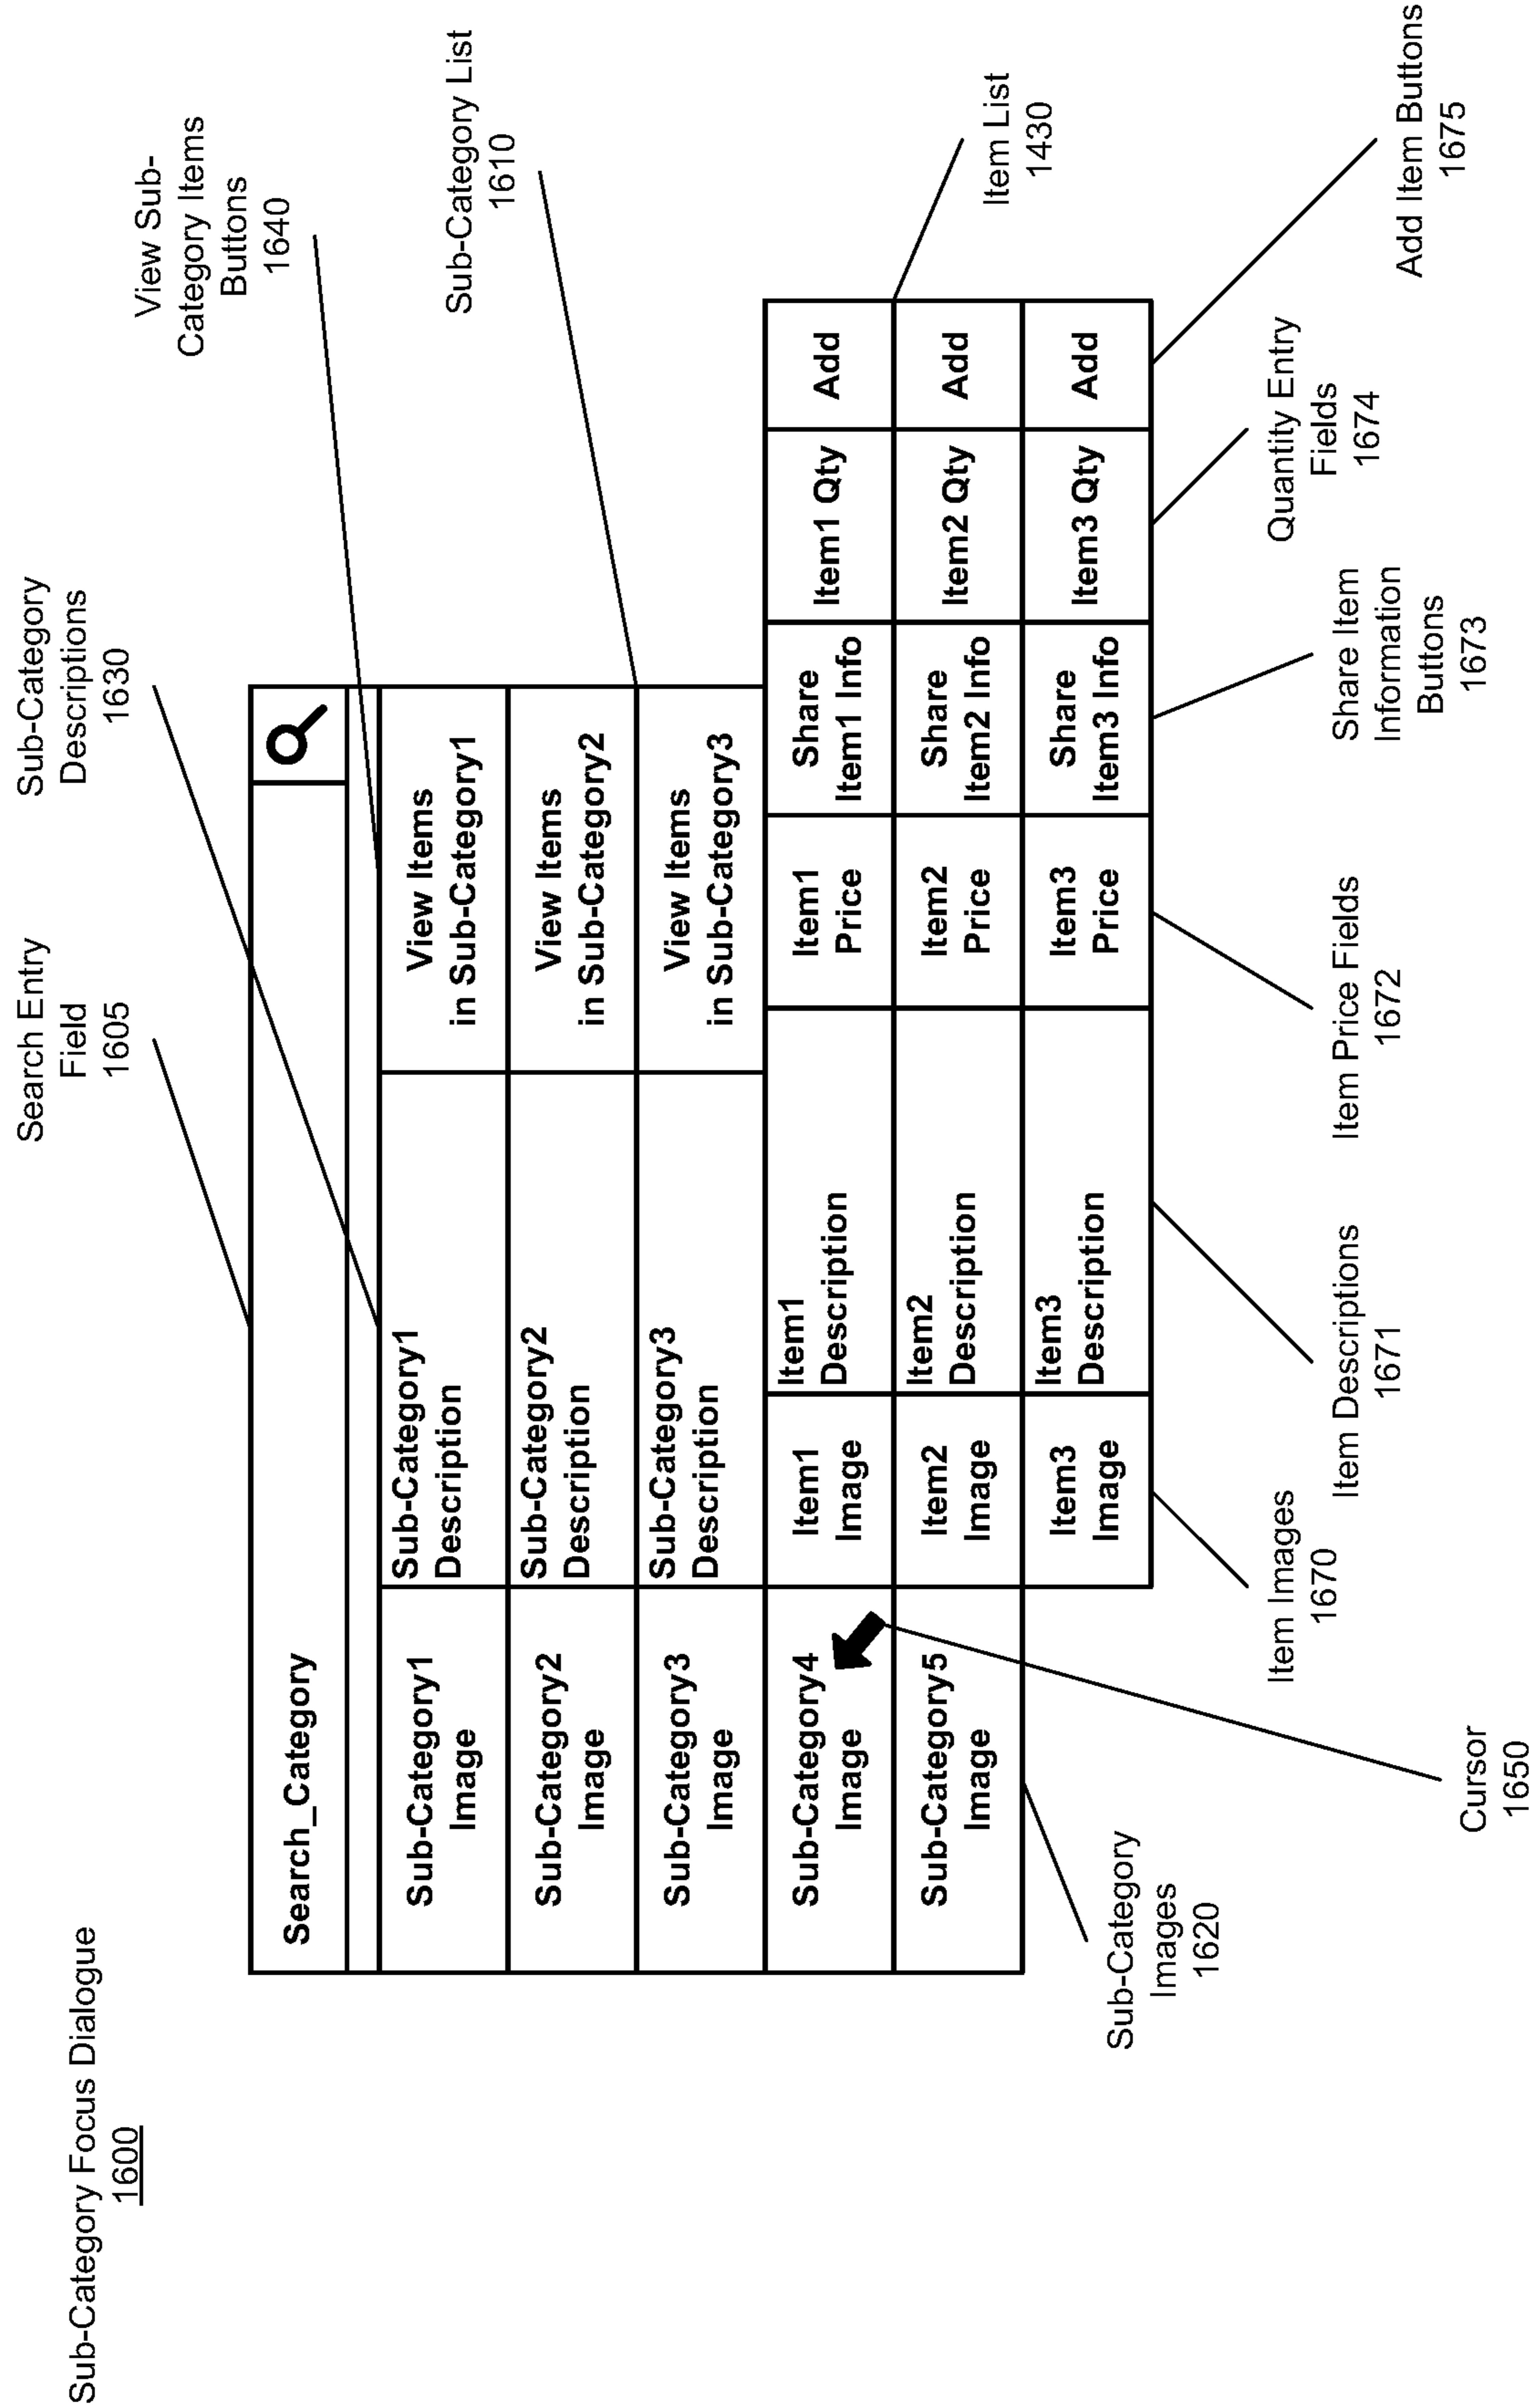 Sub-Category Focus Dialogue
1600
Search Entry
Field
1605
Sub-Category
Descriptions
1630
View Sub-
Category Items
Buttons
1640
Sub-Category List
1610
Search_Category
Sub-Category1
Image
Sub-Category1
Description
View Items
in Sub-Category1
Sub-Category2
Image
Sub-Category2
Description
View Items
in Sub-Category2
Sub-Category3
Image
Sub-Category3
Description
View Items
in Sub-Category3
Sub-Category4
Image
Item1
Image
Item1
Description
Item1
Price
Share
Item1 Info
Item1 Qty
Add
Sub-Category5
Image
Item2
Image
Item2
Description
Item2
Price
Share
Item2 Info
Item2 Qty
Add
Item3
Image
Item3
Description
Item3
Price
Share
Item3 Info
Item3 Qty
Add
Item List
1430
Sub-Category
Images
1620
Cursor
1650
Item Images
1670
Item Descriptions
1671
Item Price Fields
1672
Share Item
Information
Buttons
1673
Quantity Entry
Fields
1674
Add Item Buttons
1675